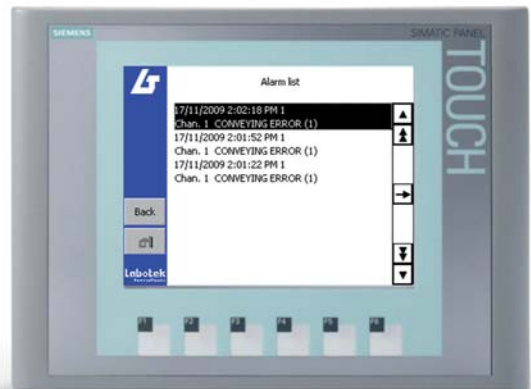 SIEMENS
SIMATIC PANEL
TOUCH
LT
Alarm list
17/11/2009 2:02:18 PM 1
Chan. 1 CONVEYING ERROR (1)
17/11/2009 2:01:52 PM 1
Chan. 1 CONVEYING ERROR (1)
17/11/2009 2:01:22 PM 1
Chan. 1 CONVEYING ERROR (1)
Back
Labotek
F1
F2
F3
F4
F5
F6